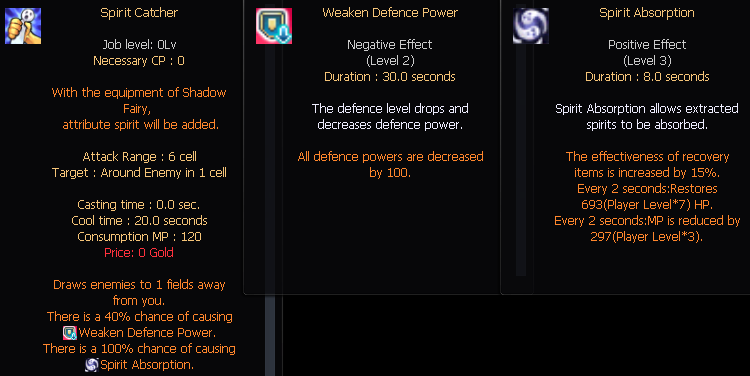 Spirit Catcher
Job level: 0Lv
Necessary CP : 0
With the equipment of Shadow
Fairy,
attribute spirit will be added.
Attack Range : 6 cell
Target : Around Enemy in 1 cell
Casting time : 0.0 sec.
Cool time : 20.0 seconds
Consumption MP : 120
Price: 0 Gold
Draws enemies to 1 fields away
from you.
There is a 40% chance of causing
Weaken Defence Power.
There is a 100% chance of causing
Spirit Absorption.
Weaken Defence Power
Negative Effect
(Level 2)
Duration : 30.0 seconds
The defence level drops and
decreases defence power.
All defence powers are decreased
by 100.
Spirit Absorption
Positive Effect
(Level 3)
Duration : 8.0 seconds
Spirit Absorption allows extracted
spirits to be absorbed.
The effectiveness of recovery
items is increased by 15%.
Every 2 seconds:Restores
693(Player Level*7) HP.
Every 2 seconds:MP is reduced by
297(Player Level*3).